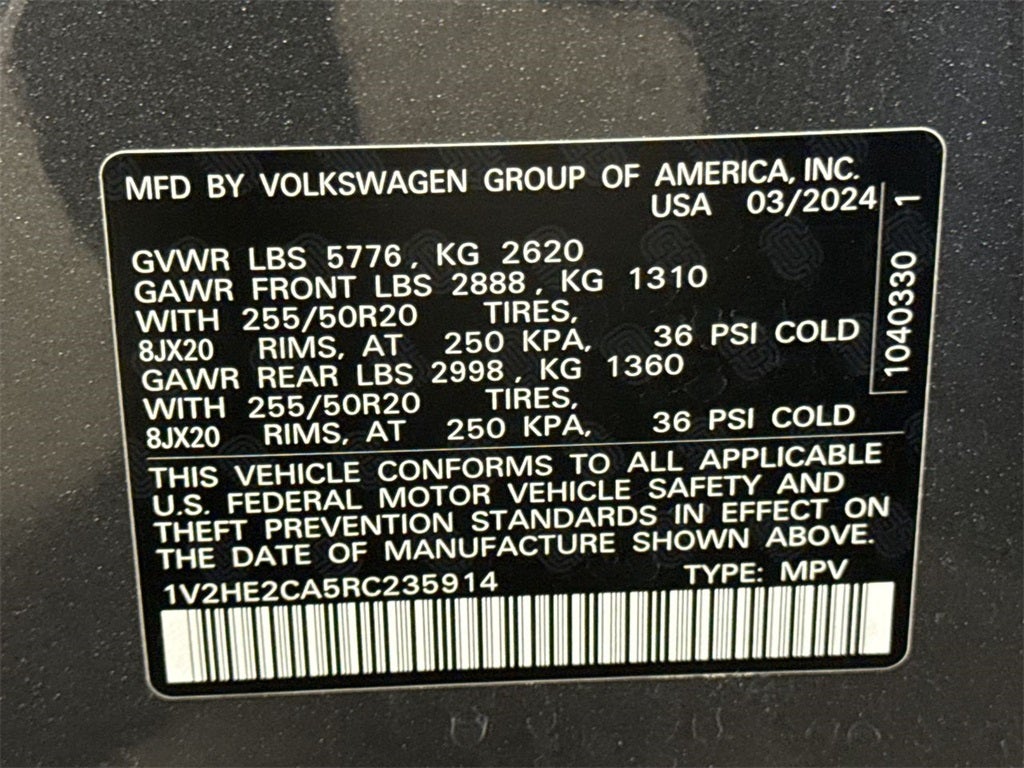 MFD BY VOLKSWAGEN GROUP OF AMERICA, INC.
USA 03/2024
GVWR LBS 5776, KG 2620
GAWR FRONT LBS 2888, KG 1310
WITH 255/50R20 TIRES,
8JX20 RIMS, AT 250 KPA, 36 PSI COLD
GAWR REAR LBS 2998, KG 1360
WITH 255/50R20 TIRES,
8JX20 RIMS, AT 250 KPA, 36 PSI COLD
1040330 1
THIS VEHICLE CONFORMS TO ALL APPLICABLE
U.S. FEDERAL MOTOR VEHICLE SAFETY AND
THEFT PREVENTION STANDARDS IN EFFECT ON
THE DATE OF MANUFACTURE SHOWN ABOVE.
1V2HE2CA5RC235914 TYPE: MPV